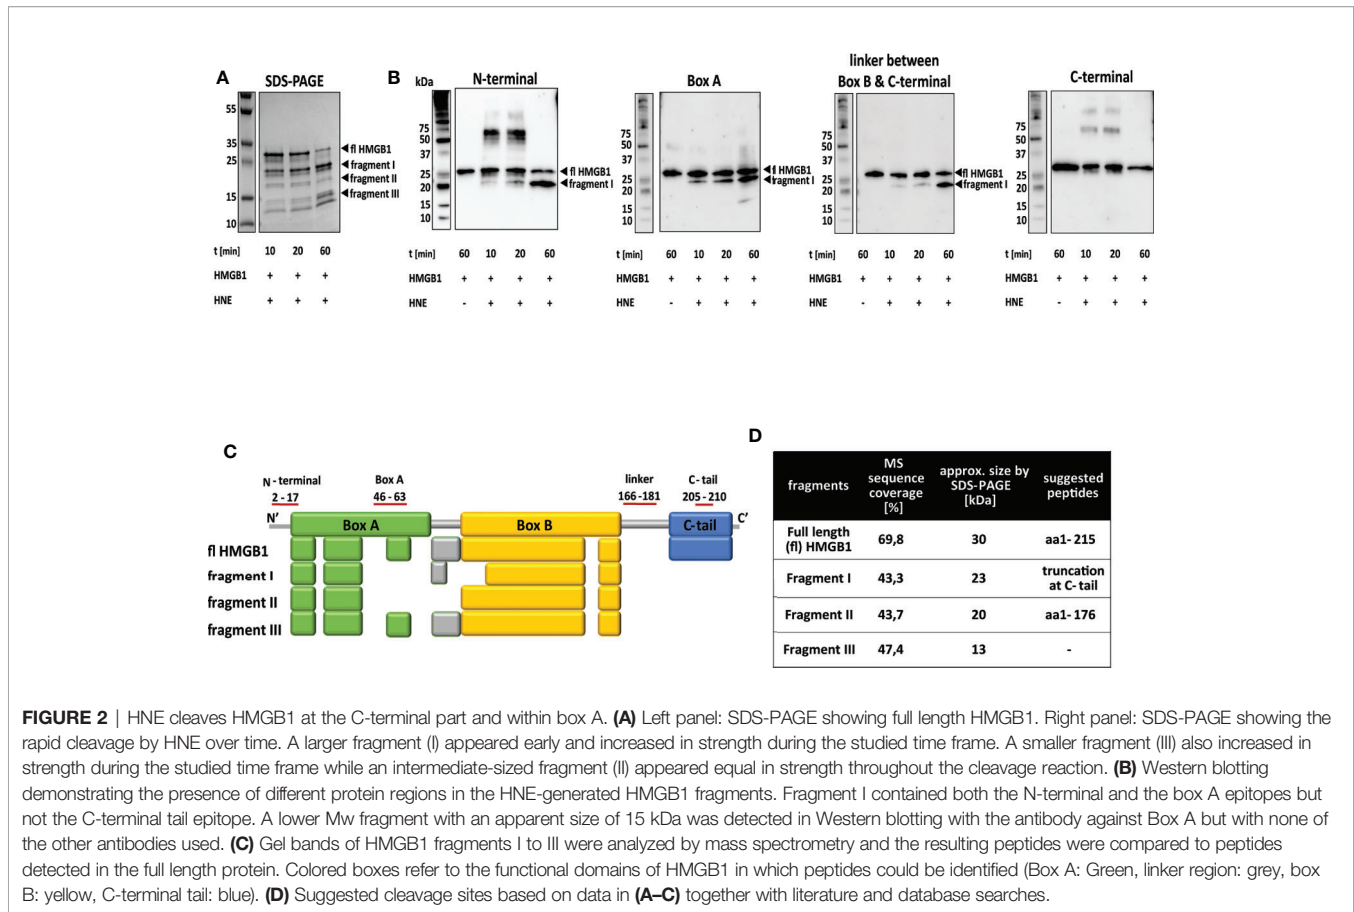 A
SDS-PAGE
55
35
25
15
10
fl HMGB1
fragment I
fragment II
fragment III
t [min] 10 20 60
HMGB1 + + +
HNE + + +
B
kDa
N-terminal
75
50
37
25
20
15
10
fl HMGB1
fragment I
t [min] 60 10 20 60
HMGB1 + + + +
HNE - + + +
Box A
75
50
37
25
20
15
10
fl HMGB1
fragment I
t [min] 60 10 20 60
HMGB1 + + + +
HNE - + + +
linker between
Box B & C-terminal
75
50
37
25
20
15
10
fl HMGB1
fragment I
t [min] 60 10 20 60
HMGB1 + + + +
HNE - + + +
C-terminal
75
50
37
25
20
15
10
t [min] 60 10 20 60
HMGB1 + + + +
HNE - + + +
C
N - terminal Box A linker C- tail
2 - 17 46 - 63 166 -181 205 - 210
N' Box A Box B C-tail C'
fl HMGB1
fragment I
fragment II
fragment III
D
fragments MS sequence coverage [%] approx. size by SDS-PAGE [kDa] suggested peptides
Full length (fl) HMGB1 69,8 30 aa1- 215
Fragment I 43,3 23 truncation at C- tail
Fragment II 43,7 20 aa1- 176
Fragment III 47,4 13 -
FIGURE 2 | HNE cleaves HMGB1 at the C-terminal part and within box A. (A) Left panel: SDS-PAGE showing full length HMGB1. Right panel: SDS-PAGE showing the
rapid cleavage by HNE over time. A larger fragment (I) appeared early and increased in strength during the studied time frame. A smaller fragment (III) also increased in
strength during the studied time frame while an intermediate-sized fragment (II) appeared equal in strength throughout the cleavage reaction. (B) Western blotting
demonstrating the presence of different protein regions in the HNE-generated HMGB1 fragments. Fragment I contained both the N-terminal and the box A epitopes but
not the C-terminal tail epitope. A lower Mw fragment with an apparent size of 15 kDa was detected in Western blotting with the antibody against Box A but with none of
the other antibodies used. (C) Gel bands of HMGB1 fragments I to III were analyzed by mass spectrometry and the resulting peptides were compared to peptides
detected in the full length protein. Colored boxes refer to the functional domains of HMGB1 in which peptides could be identified (Box A: Green, linker region: grey, box
B: yellow, C-terminal tail: blue). (D) Suggested cleavage sites based on data in (A–C) together with literature and database searches.